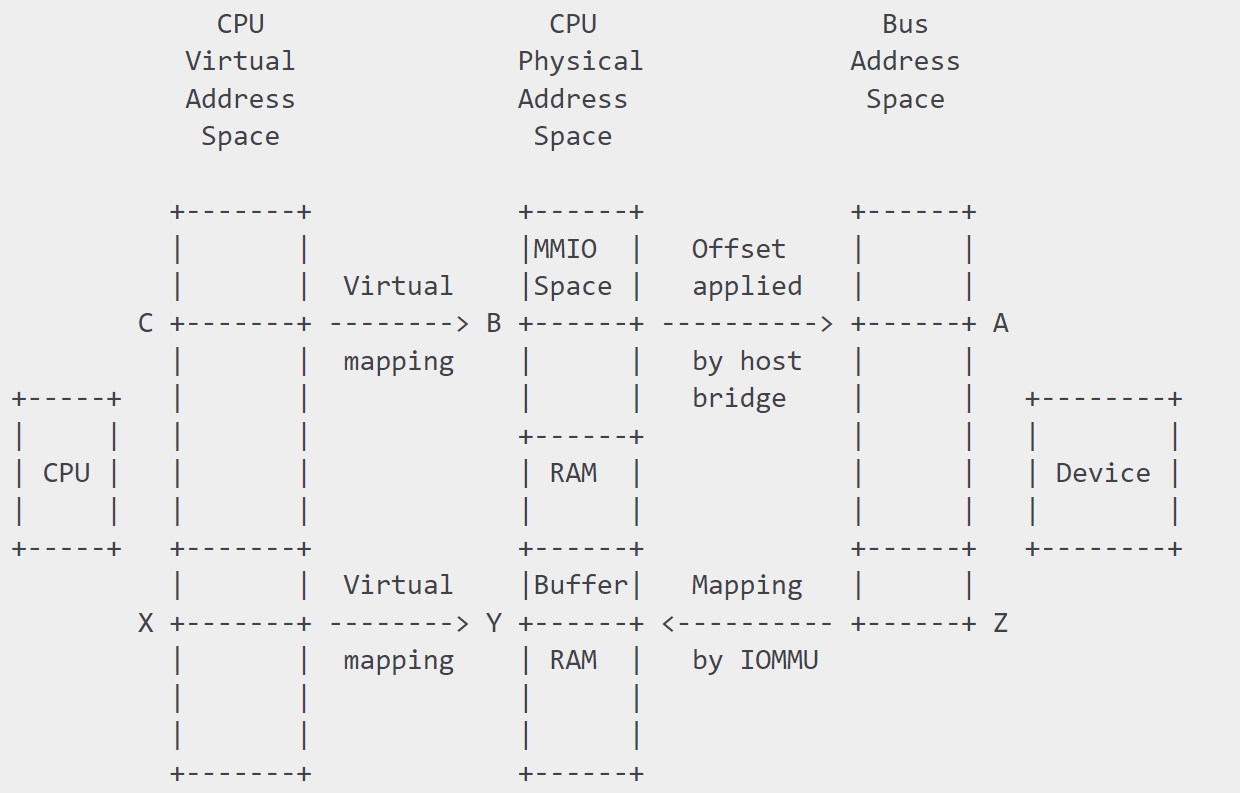 CPU                  CPU                  Bus
             Virtual              Physical             Address
             Address              Address               Space
              Space                Space

            +-------+             +------+             +------+
            |       |             |MMIO  |   Offset    |      |
            |       |  Virtual    |Space |   applied   |      |
          C +-------+ --------> B +------+ ----------> +------+ A
            |       |  mapping    |      |   by host   |      |
  +-----+   |       |             |      |   bridge    |      |   +--------+
  |     |   |       |             +------+             |      |   |        |
  | CPU |   |       |             | RAM  |             |      |   | Device |
  |     |   |       |             |      |             |      |   |        |
  +-----+   +-------+             +------+             +------+   +--------+
            |       |  Virtual    |Buffer|   Mapping   |      |
          X +-------+ --------> Y +------+ <---------- +------+ Z
            |       |  mapping    | RAM  |   by IOMMU
            |       |             |      |
            |       |             |      |
            +-------+             +------+